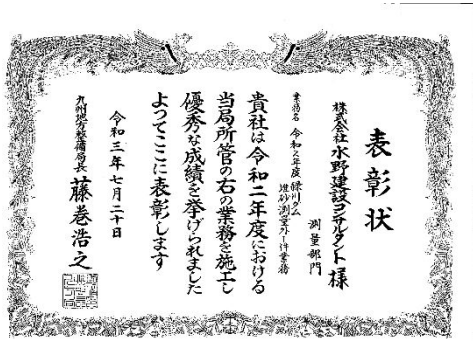 表彰状
株式会社水野建設コンサルタント様
測量部門
業務名 令和2年度緑川ダム
堆砂測量外1件業務
貴社は令和二年度における
当局所管の右の業務を施工し
優秀な成績を挙げられました
よってここに表彰します
令和三年七月二十日
九州地方整備局長 藤巻浩之